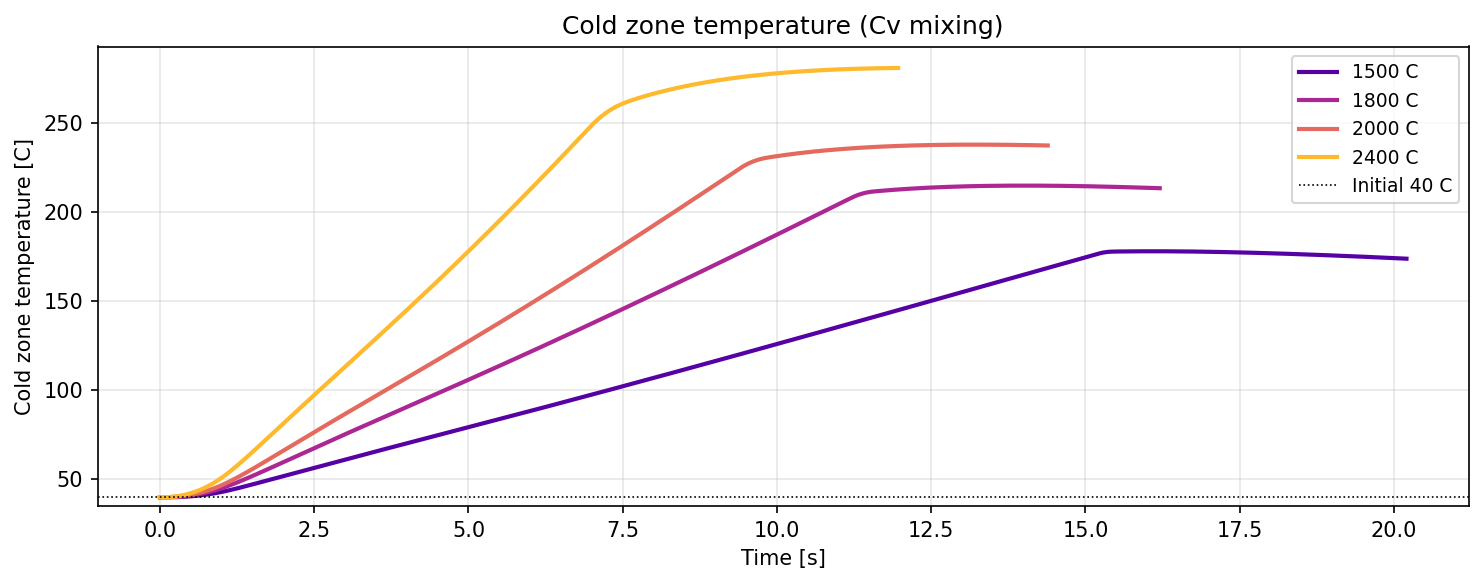 Cold zone temperature (Cv mixing)
Cold zone temperature [C]
250
200
150
100
50
0.0 2.5 5.0 7.5 10.0 12.5 15.0 17.5 20.0
Time [s]
1500 C
1800 C
2000 C
2400 C
Initial 40 C